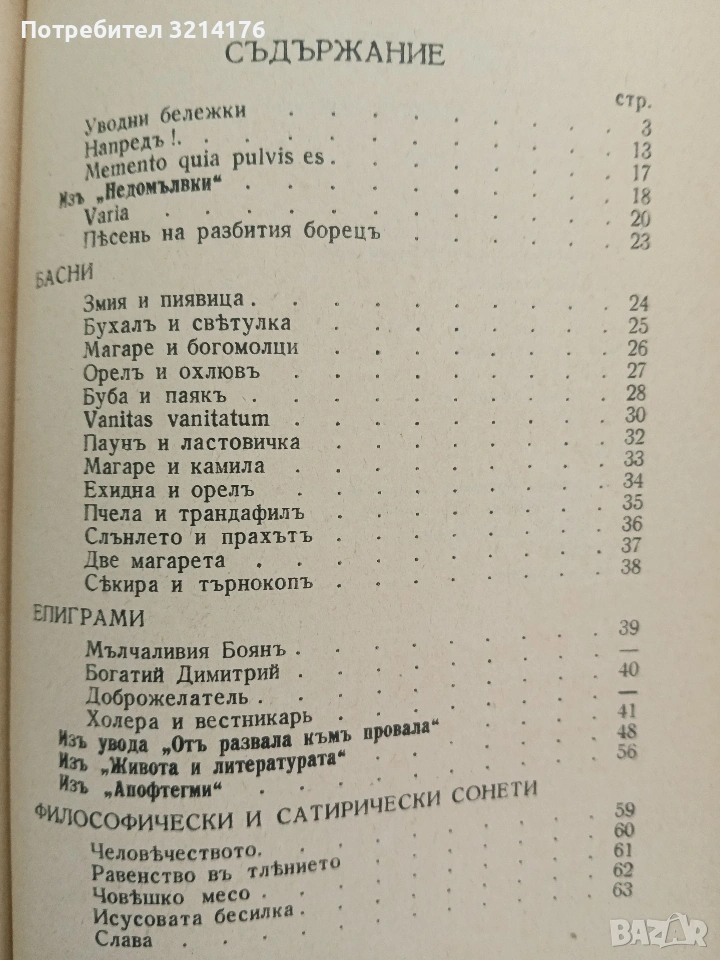 Потребител 3214176
СЪДЪРЖАНИЕ
стр.
Уводни бележки . . . . . . . 3
Напредъ !. . . . . . . . 13
Memento quia pulvis es . . . . . . 17
Изъ „Недомълвки“ . . . . . . . 18
Varia . . . . . . . . 20
Пѣсень на разбития борецъ . . . . . 23
БАСНИ
Змия и пиявица . . . . . . . 24
Бухалъ и свѣтулка . . . . . . 25
Магаре и богомолци . . . . . . 26
Орелъ и охлювъ . . . . . . 27
Буба и паякъ . . . . . . 28
Vanitas vanitatum . . . . . . 30
Паунъ и ластовичка . . . . . . 32
Магаре и камила . . . . . . 33
Ехидна и орелъ . . . . . . 34
Пчела и трандафилъ . . . . . . 35
Слънлето и прахътъ . . . . . . 36
Две магарета . . . . . . 37
Сѣкира и търнокопъ . . . . . . 38
ЕПИГРАМИ
Мълчаливия Боянъ . . . . . . 39
Богатий Димитрий . . . . . . —
Доброжелатель . . . . . . 40
Холера и вестникарь . . . . . . —
Изъ увода „Отъ развала къмъ провала“ . . . . 41
Изъ „Живота и литературата“ . . . . . 48
Изъ „Апофтегми“ . . . . . . . 56
ФИЛОСОФИЧЕСКИ И САТИРИЧЕСКИ СОНЕТИ
Человѣчеството. . . . . . . . 59
Равенство въ тлѣнието . . . . . 60
Човѣшко месо . . . . . . . 61
Исусовата бесилка . . . . . . 62
Слава . . . . . . . . 63
BAZAR